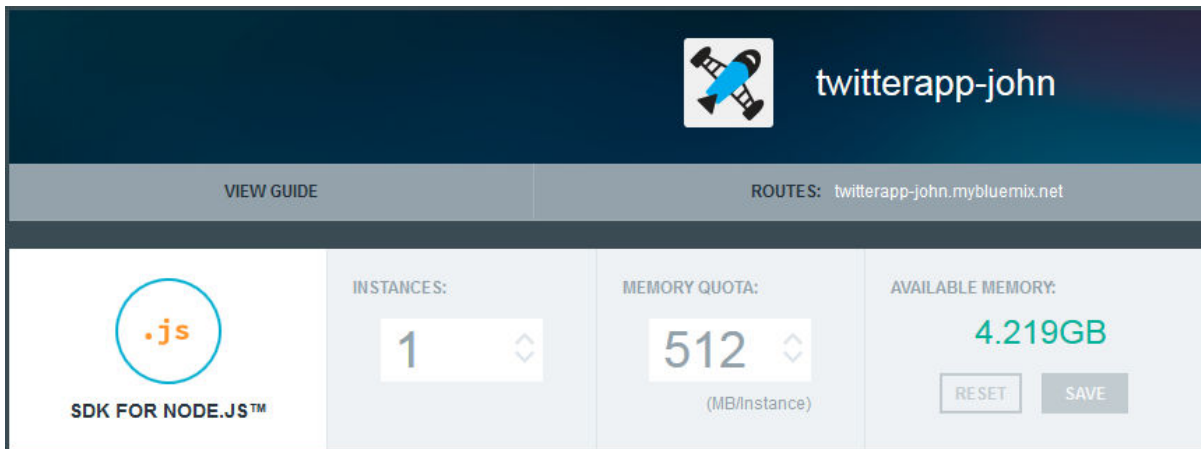 twitterapp-john
VIEW GUIDE
ROUTES: twitterapp-john.mybluemix.net
.js
SDK FOR NODE.JS™
INSTANCES:
1
MEMORY QUOTA:
512
(MB/Instance)
AVAILABLE MEMORY:
4.219GB
RESET
SAVE